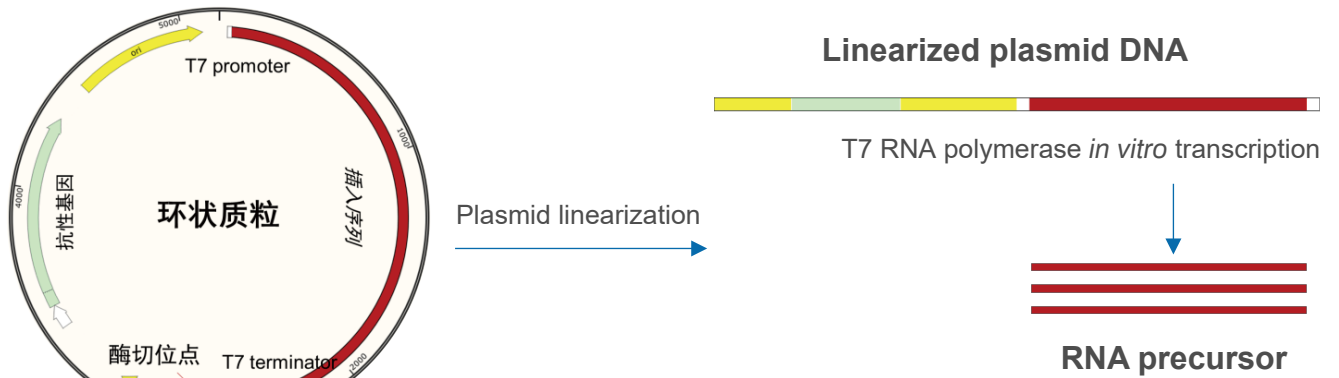 5000
ori
T7 promoter
1000
抗性基因
4000
环状质粒
插入序列
酶切位点
T7 terminator
2000
Plasmid linearization
Linearized plasmid DNA
T7 RNA polymerase in vitro transcription
RNA precursor